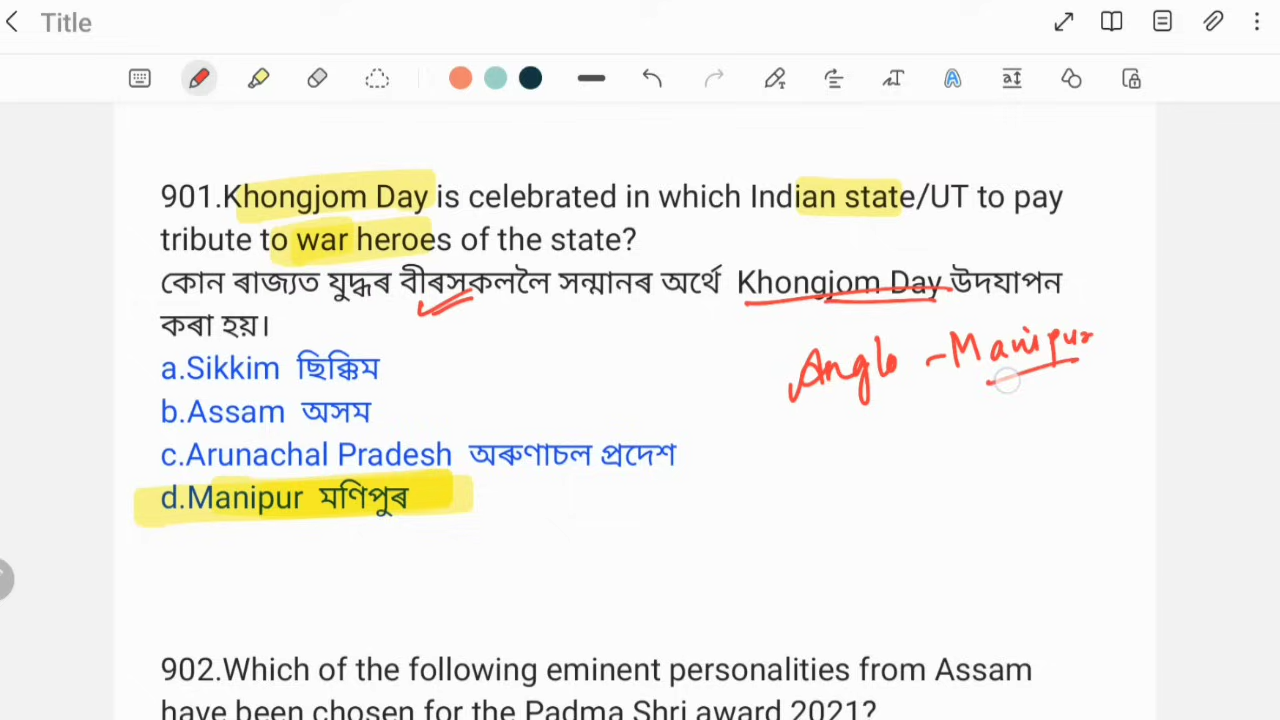 Title
901.Khongjom Day is celebrated in which Indian state/UT to pay
tribute to war heroes of the state?
কোন ৰাজ্যত যুদ্ধৰ বীৰসকললৈ সন্মানৰ অৰ্থে Khongjom Day উদযাপন
কৰা হয়।
Anglo - Manipur
a.Sikkim ছিক্কিম
b.Assam অসম
c.Arunachal Pradesh অৰুণাচল প্ৰদেশ
d.Manipur মণিপুৰ
902.Which of the following eminent personalities from Assam
have been chosen for the Padma Shri award 2021?